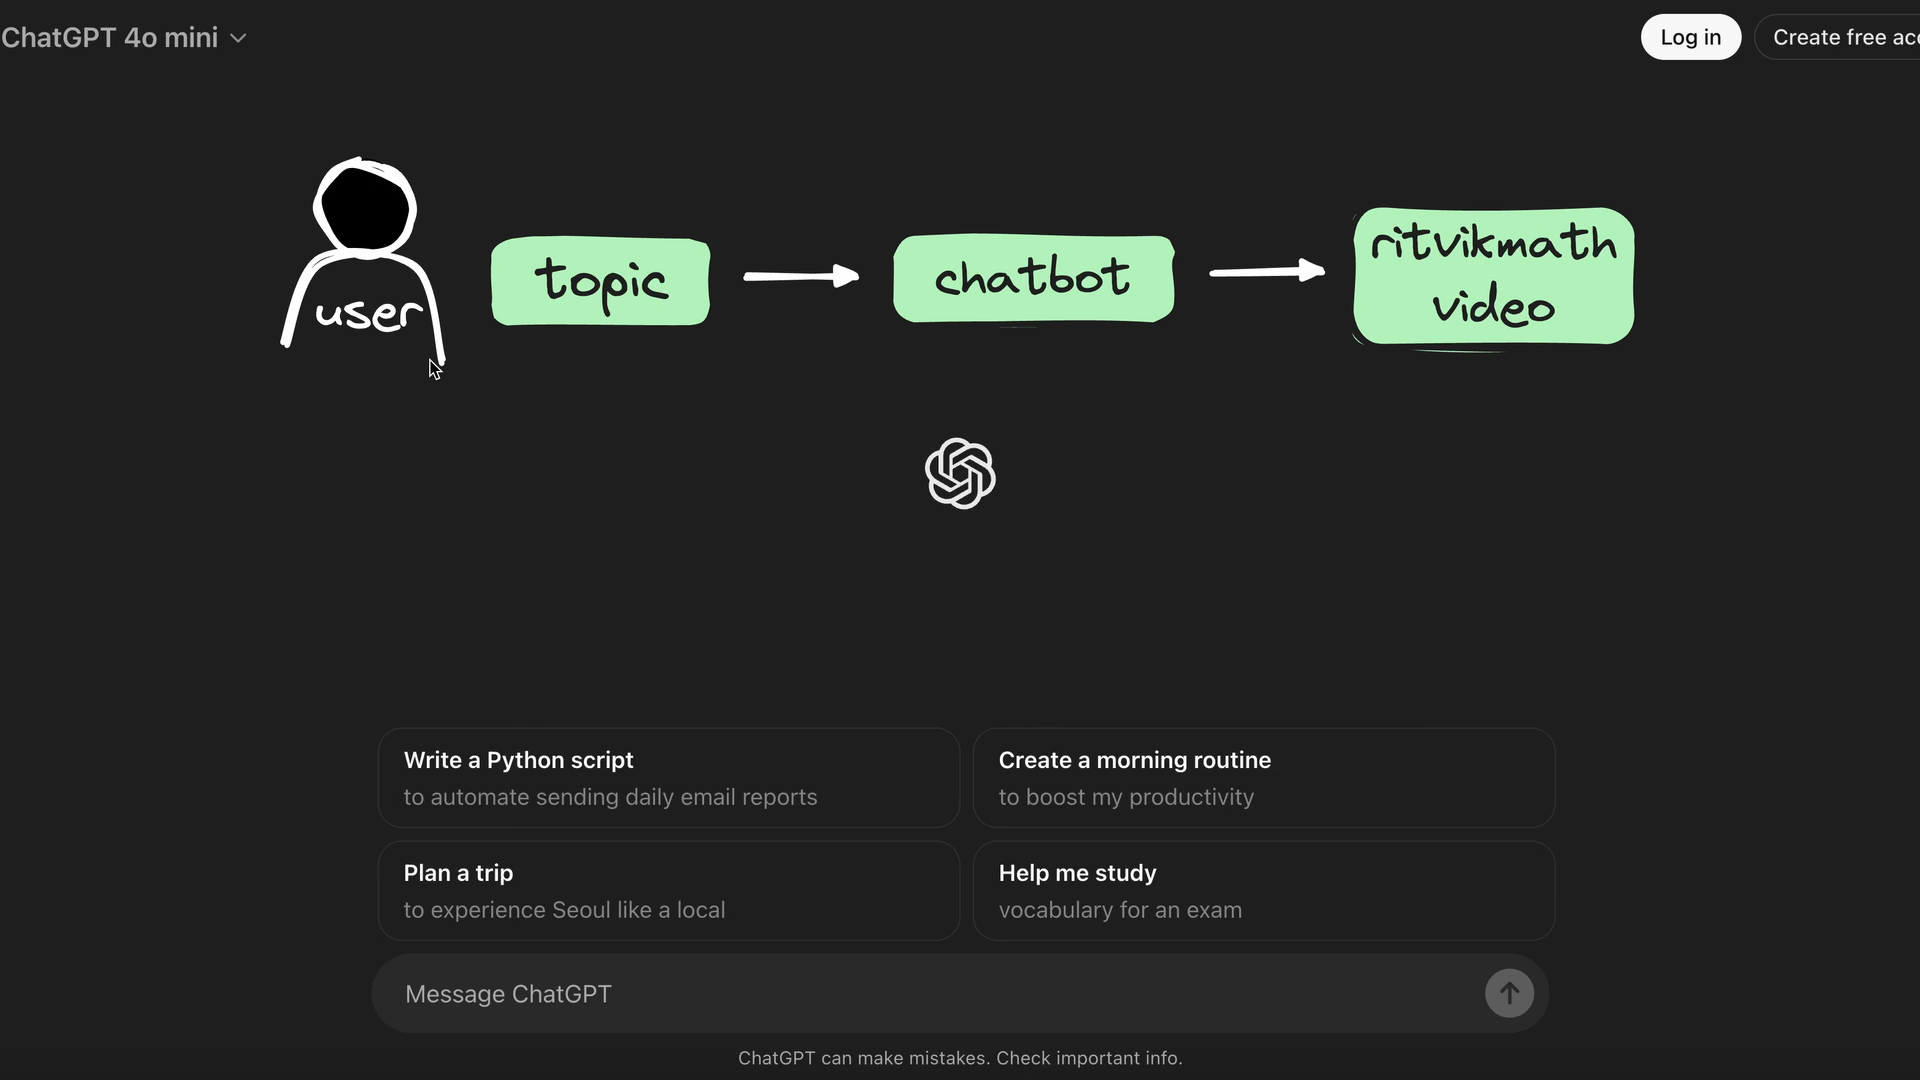 ChatGPT 4o mini
Log in
Create free acc
user
topic
chatbot
ritvikmath
video
Write a Python script
to automate sending daily email reports
Create a morning routine
to boost my productivity
Plan a trip
to experience Seoul like a local
Help me study
vocabulary for an exam
Message ChatGPT
ChatGPT can make mistakes. Check important info.